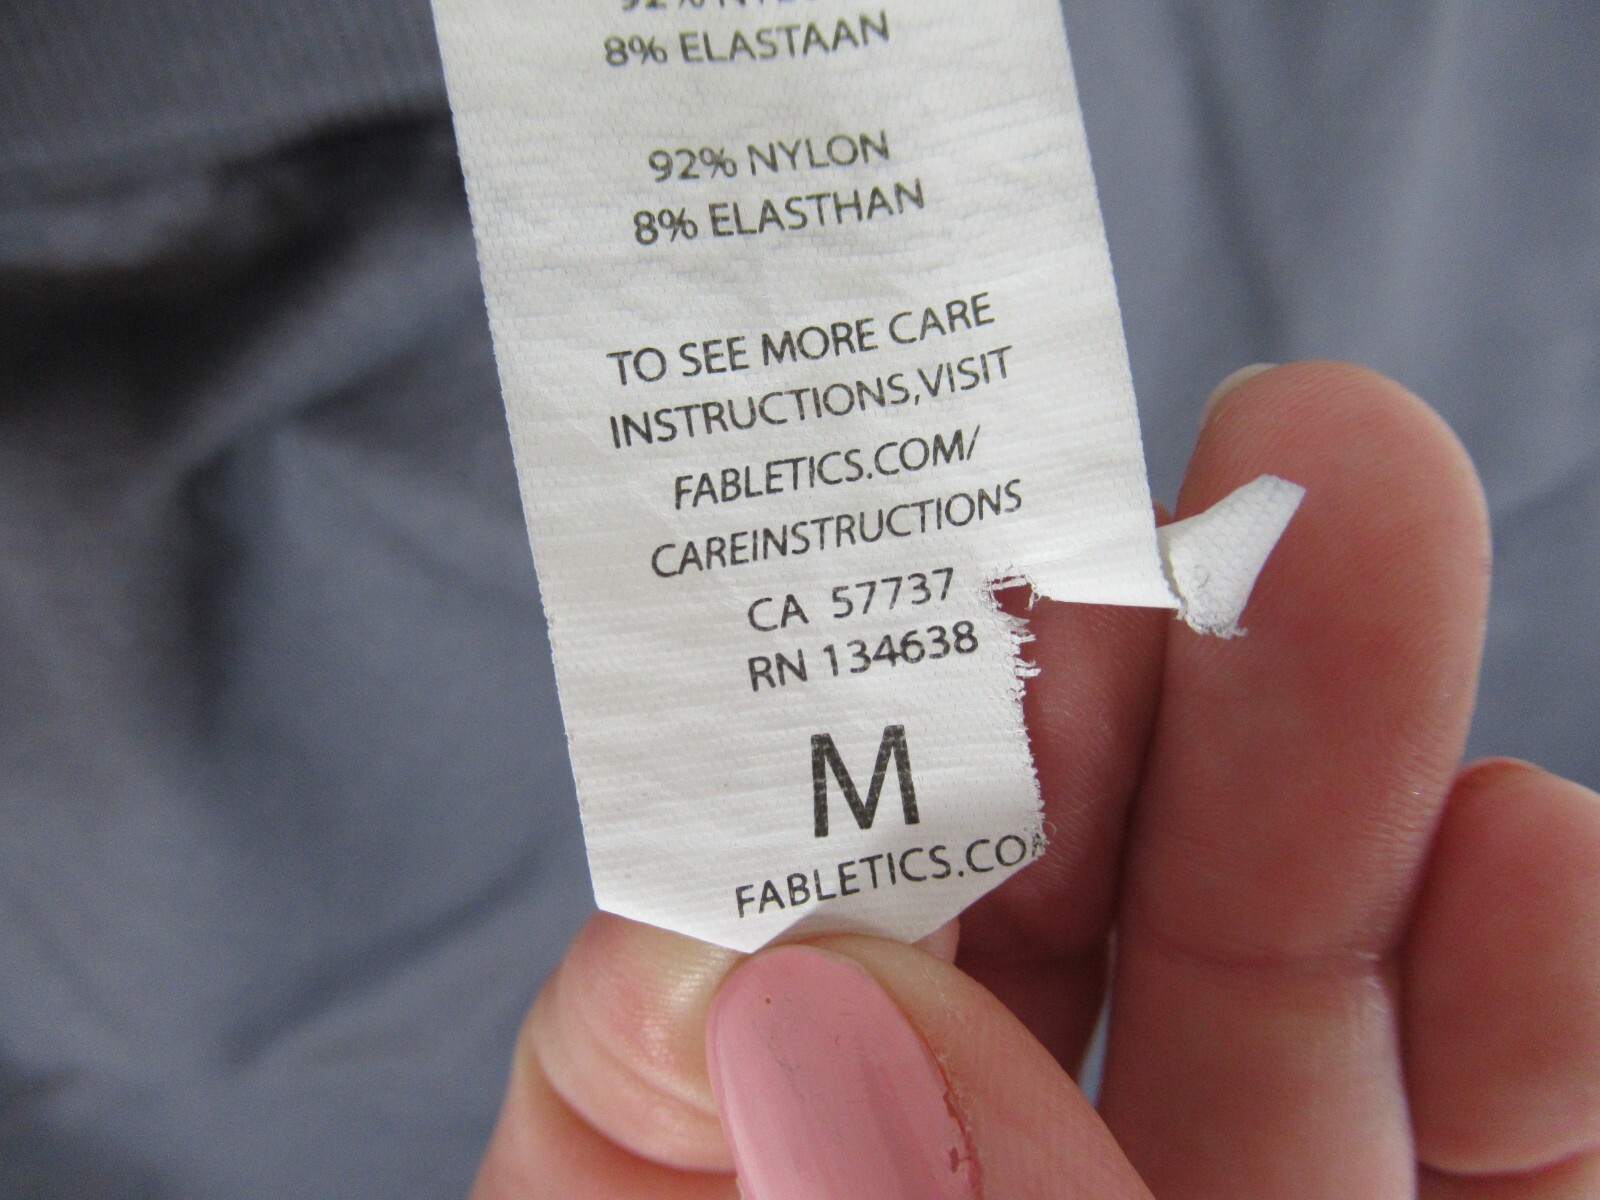 8% ELASTAAN
92% NYLON
8% ELASTHAN
TO SEE MORE CARE
INSTRUCTIONS,VISIT
FABLETICS.COM/
CAREINSTRUCTIONS
CA 57737
RN 134638
M
FABLETICS.CO